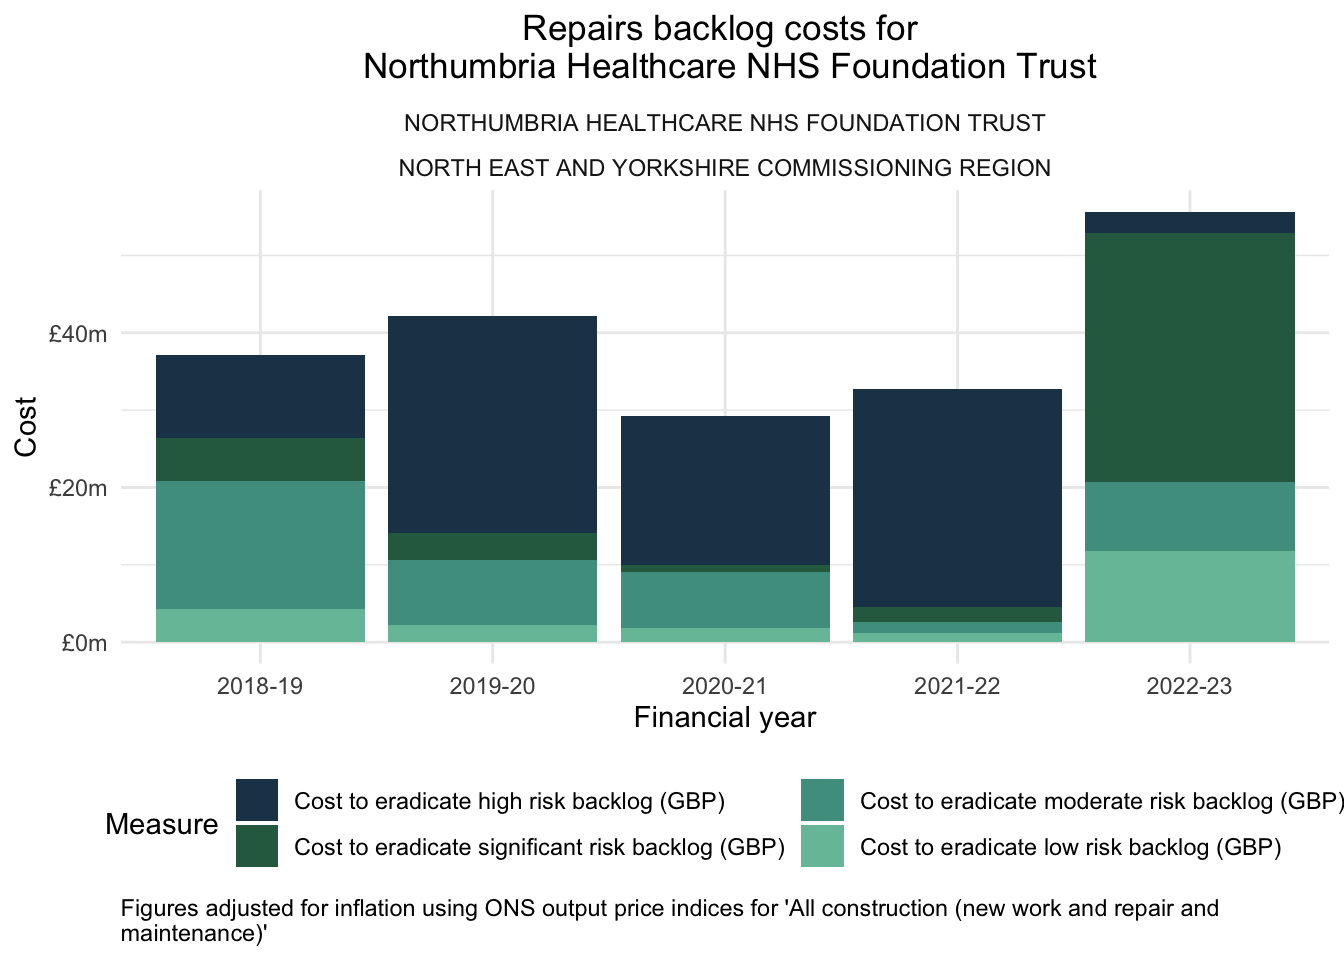 Repairs backlog costs for
Northumbria Healthcare NHS Foundation Trust
NORTHUMBRIA HEALTHCARE NHS FOUNDATION TRUST
NORTH EAST AND YORKSHIRE COMMISSIONING REGION
Cost
£40m
£20m
£0m
2018-19 2019-20 2020-21 2021-22 2022-23
Financial year
Measure
Cost to eradicate high risk backlog (GBP)
Cost to eradicate significant risk backlog (GBP)
Cost to eradicate moderate risk backlog (GBP)
Cost to eradicate low risk backlog (GBP)
Figures adjusted for inflation using ONS output price indices for 'All construction (new work and repair and
maintenance)'